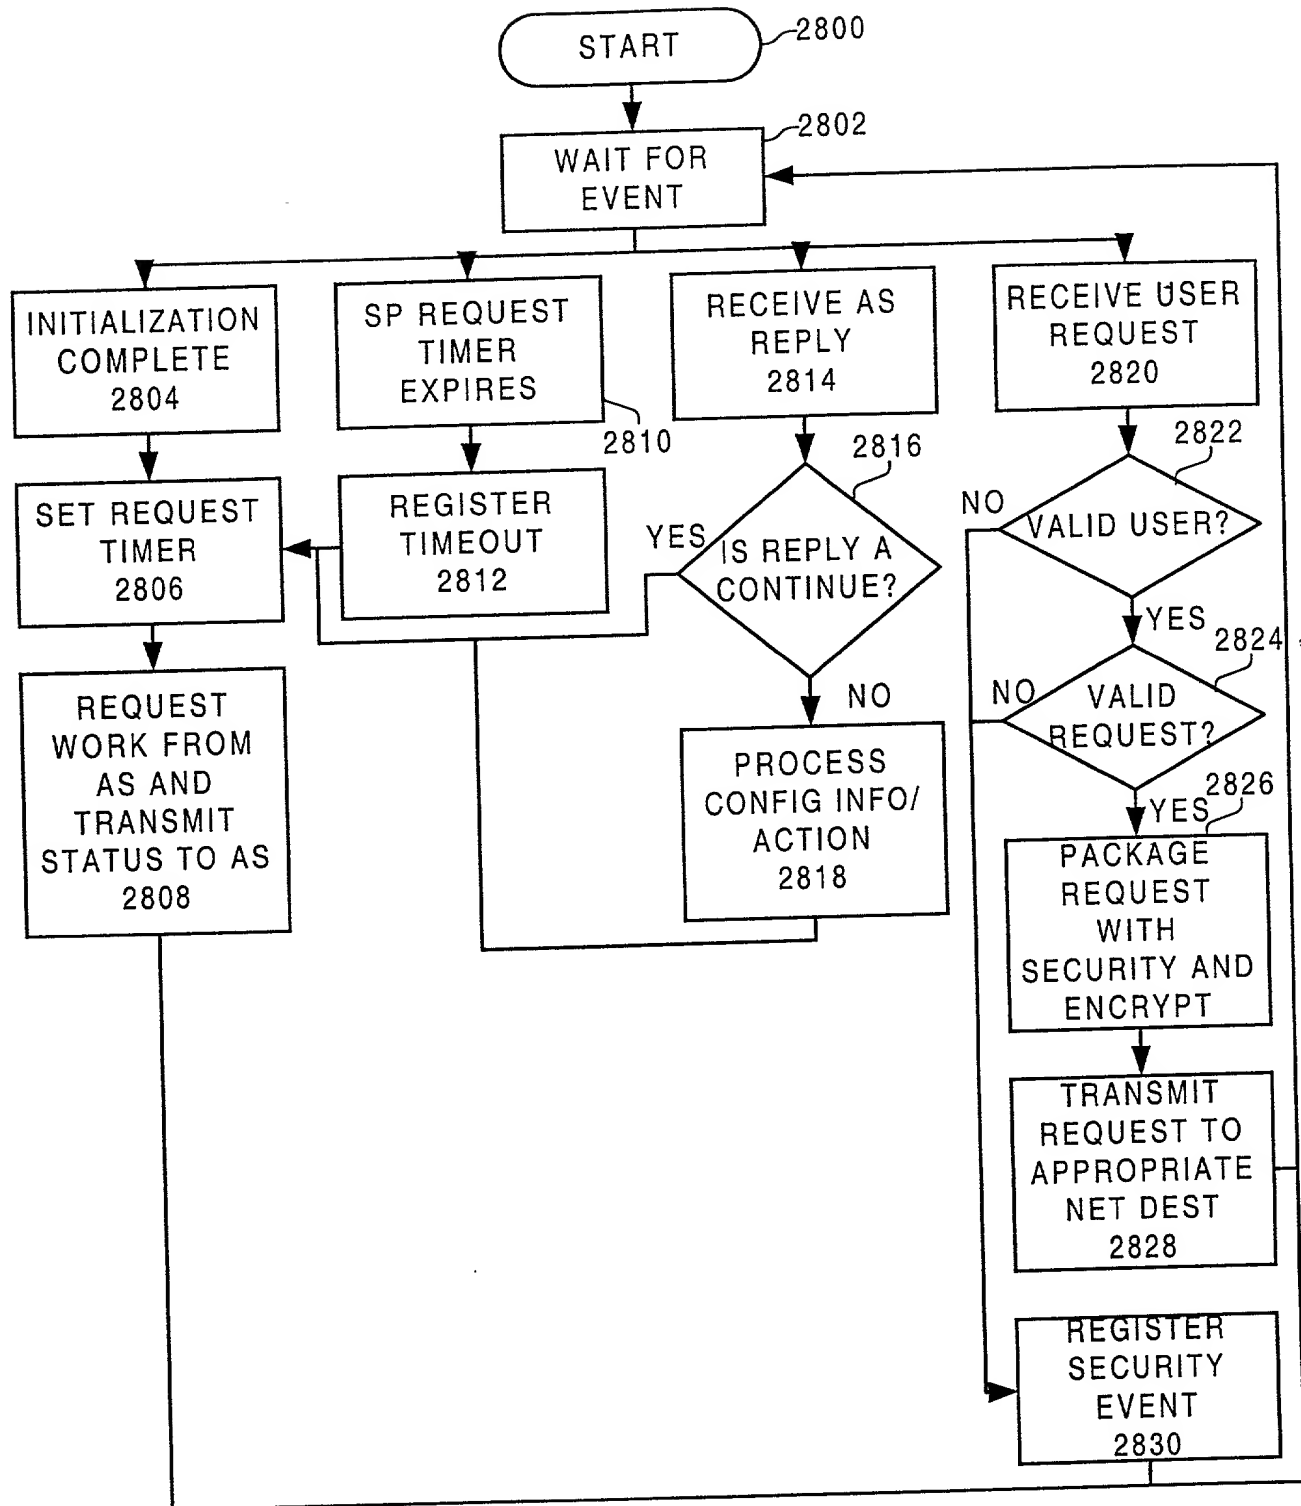 START
2800
WAIT FOR
EVENT
2802
INITIALIZATION
COMPLETE
2804
SP REQUEST
TIMER
EXPIRES
2810
RECEIVE AS
REPLY
2814
RECEIVE USER
REQUEST
2820
SET REQUEST
TIMER
2806
REGISTER
TIMEOUT
2812
2816
YES
IS REPLY A
CONTINUE?
NO
2822
NO
VALID USER?
YES
2824
NO
VALID
REQUEST?
YES
2826
REQUEST
WORK FROM
AS AND
TRANSMIT
STATUS TO AS
2808
PROCESS
CONFIG INFO/
ACTION
2818
PACKAGE
REQUEST
WITH
SECURITY AND
ENCRYPT
TRANSMIT
REQUEST TO
APPROPRIATE
NET DEST
2828
REGISTER
SECURITY
EVENT
2830